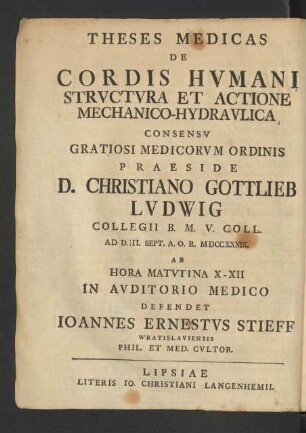 THESES MEDICAS
DE
CORDIS HVMANI
STRVCTVRA ET ACTIONE
MECHANICO-HYDRAVLICA
CONSENSV
GRATIOSI MEDICORVM ORDINIS
PRAESIDE
D. CHRISTIANO GOTTLIEB
LVDWIG
COLLEGII B. M. V. COLL.
AD D. III. SEPT. A. O. R. MDCCXXXIX.
AB
HORA MATVTINA X-XII
IN AVDITORIO MEDICO
DEFENDET
IOANNES ERNESTVS STIEFF
WRATISLAVIENSIS
PHIL. ET MED. CVLTOR.
LIPSIAE
LITERIS IO. CHRISTIANI LANGENHEMII.